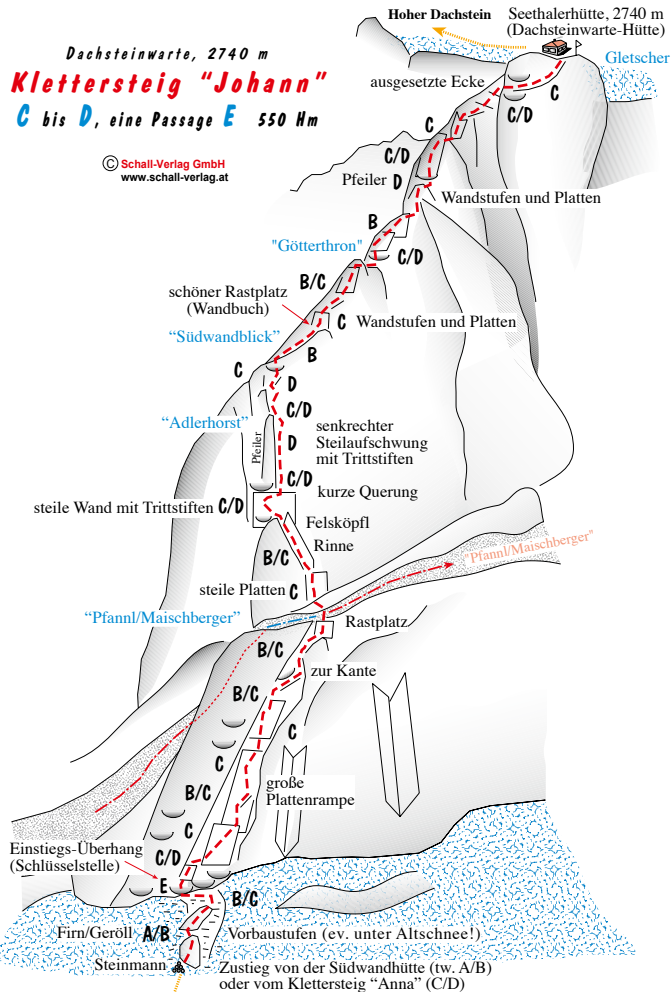 Hoher Dachstein
Seethalerhütte, 2740 m
(Dachsteinwarte-Hütte)
Dachsteinwarte, 2740 m
Klettersteig "Johann"
C bis D, eine Passage E 550 Hm
© Schall-Verlag GmbH
www.schall-verlag.at
Gletscher
ausgesetzte Ecke
C
C/D
C
C/D
Pfeiler D
Wandstufen und Platten
B
"Götterthron"
C/D
B/C
schöner Rastplatz
(Wandbuch)
C Wandstufen und Platten
“Südwandblick”
B
C
D
“Adlerhorst”
C/D
D
Pfeiler
senkrechter
Steilaufschwung
mit Trittstiften
C/D
kurze Querung
steile Wand mit Trittstiften C/D
Felsköpfl
Rinne
B/C
"Pfannl/Maischberger"
steile Platten C
“Pfannl/Maischberger”
Rastplatz
B/C
zur Kante
B/C
C
C
große
Plattenrampe
B/C
C
Einstiegs-Überhang
(Schlüsselstelle)
C/D
E
B/C
Firn/Geröll A/B
Vorbaustufen (ev. unter Altschnee!)
Steinmann
Zustieg von der Südwandhütte (tw. A/B)
oder vom Klettersteig “Anna” (C/D)